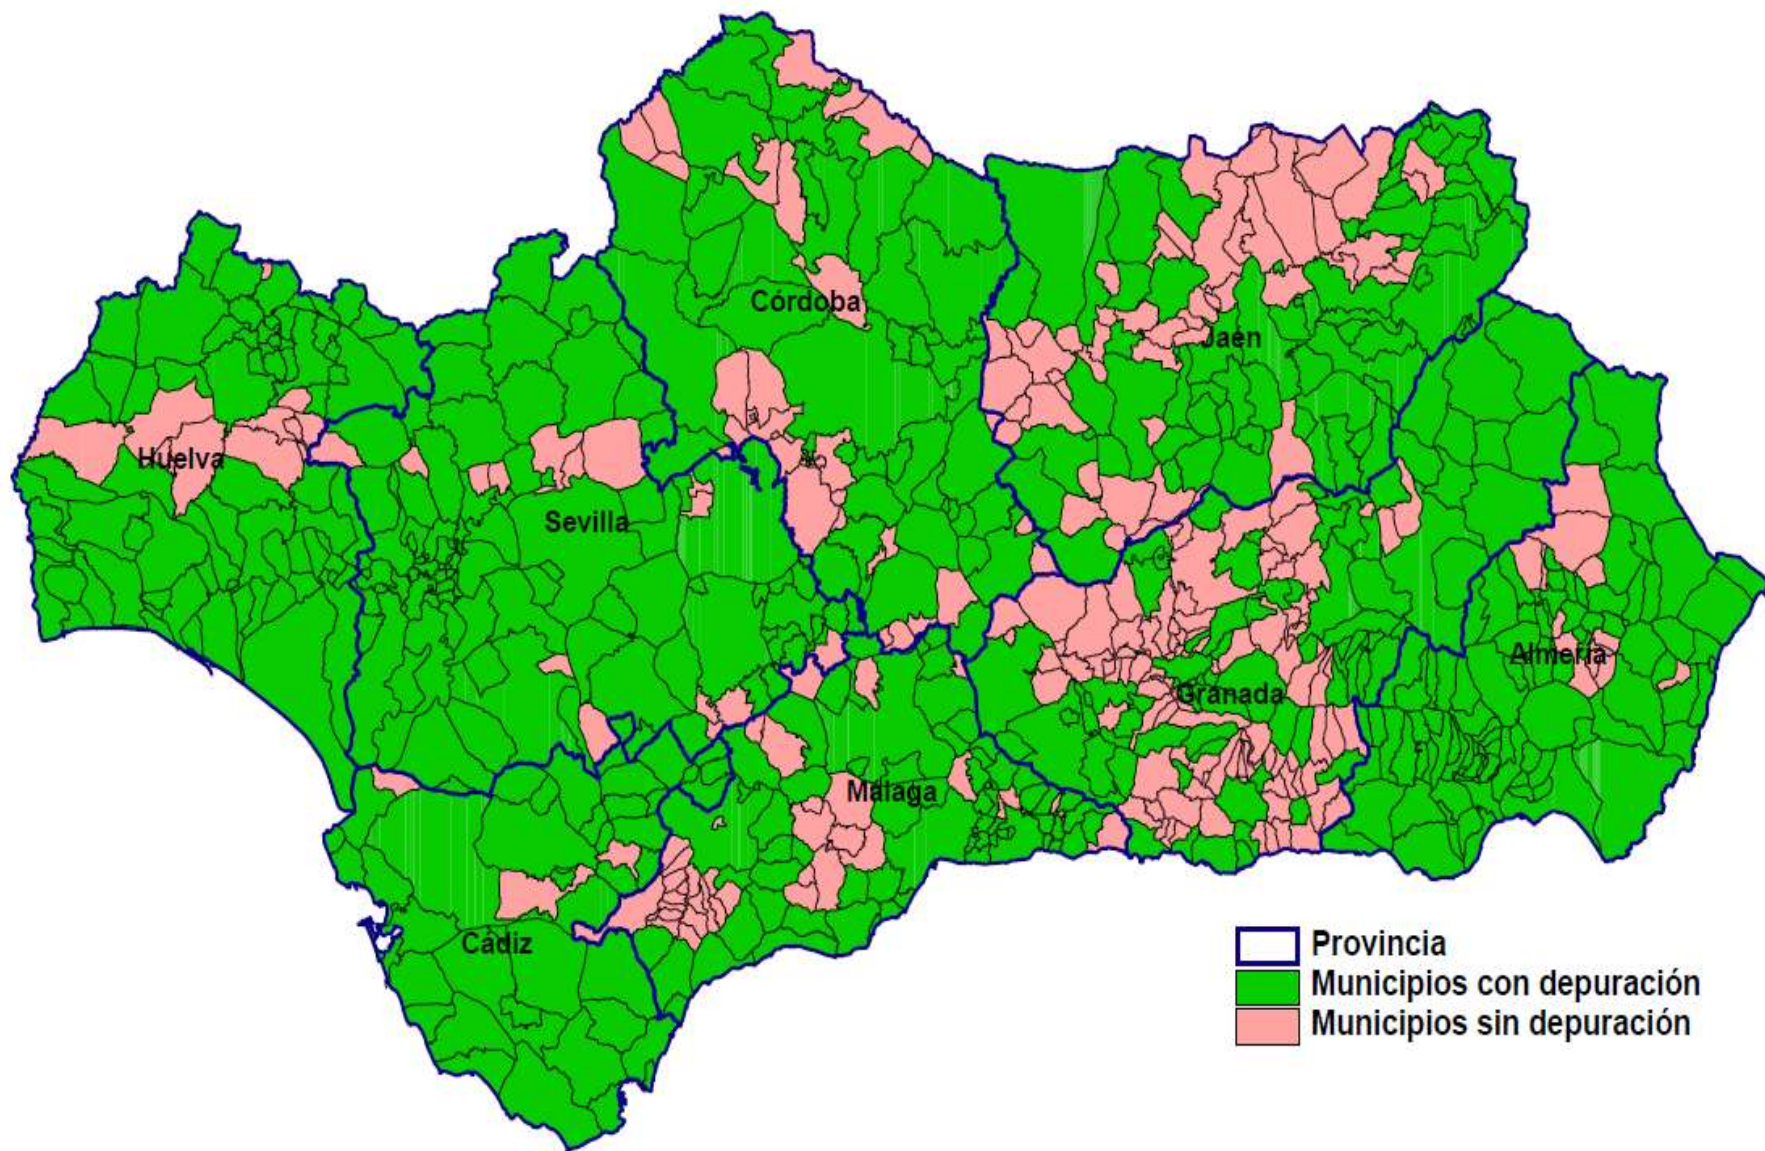 Córdoba
Jaén
Huelva
Sevilla
Almería
Granada
Málaga
Cádiz
Provincia
Municipios con depuración
Municipios sin depuración